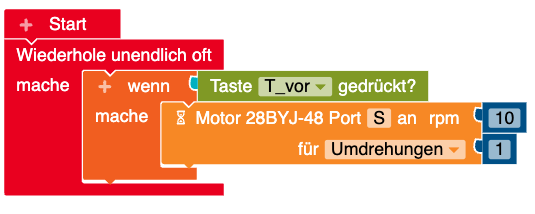 + Start
Wiederhole unendlich oft
mache + wenn Taste T_vor gedrückt?
mache Motor 28BYJ-48 Port S an rpm 10
für Umdrehungen 1